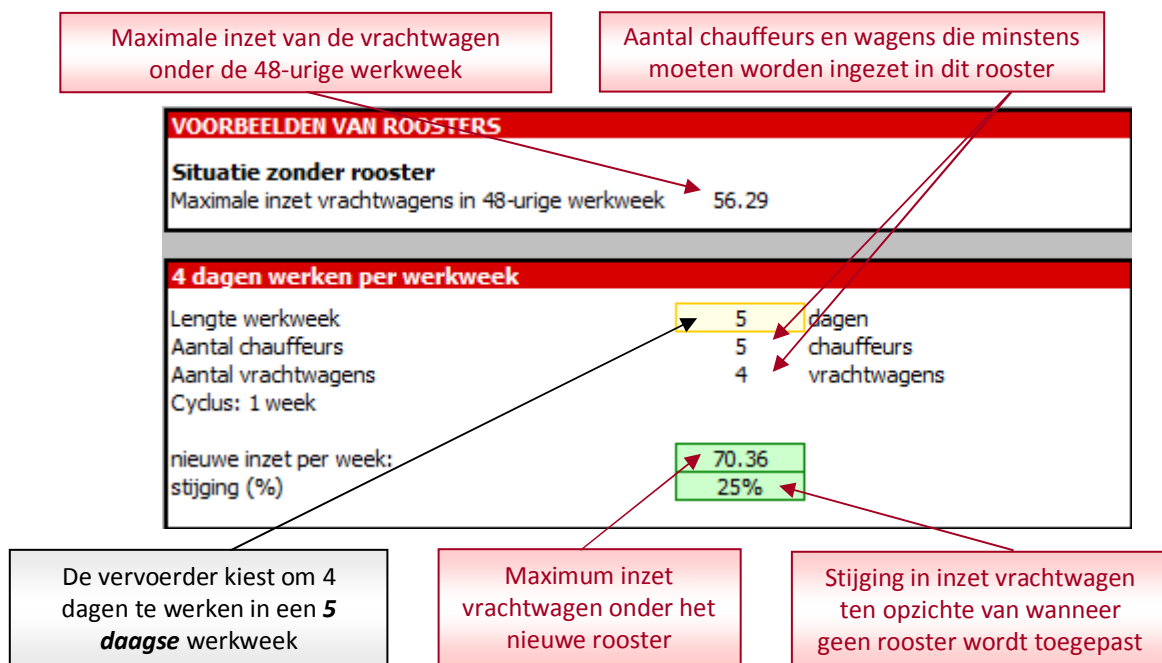 Maximale inzet van de vrachtwagen
onder de 48-urige werkweek
Aantal chauffeurs en wagens die minstens
moeten worden ingezet in dit rooster
VOORBEELDEN VAN ROOSTERS
Situatie zonder rooster
Maximale inzet vrachtwagens in 48-urige werkweek 56.29
4 dagen werken per werkweek
Lengte werkweek 5 dagen
Aantal chauffeurs 5 chauffeurs
Aantal vrachtwagens 4 vrachtwagens
Cyclus: 1 week
nieuwe inzet per week: 70.36
stijging (%) 25%
De vervoerder kiest om 4
dagen te werken in een 5
daagse werkweek
Maximum inzet
vrachtwagen onder het
nieuwe rooster
Stijging in inzet vrachtwagen
ten opzichte van wanneer
geen rooster wordt toegepast